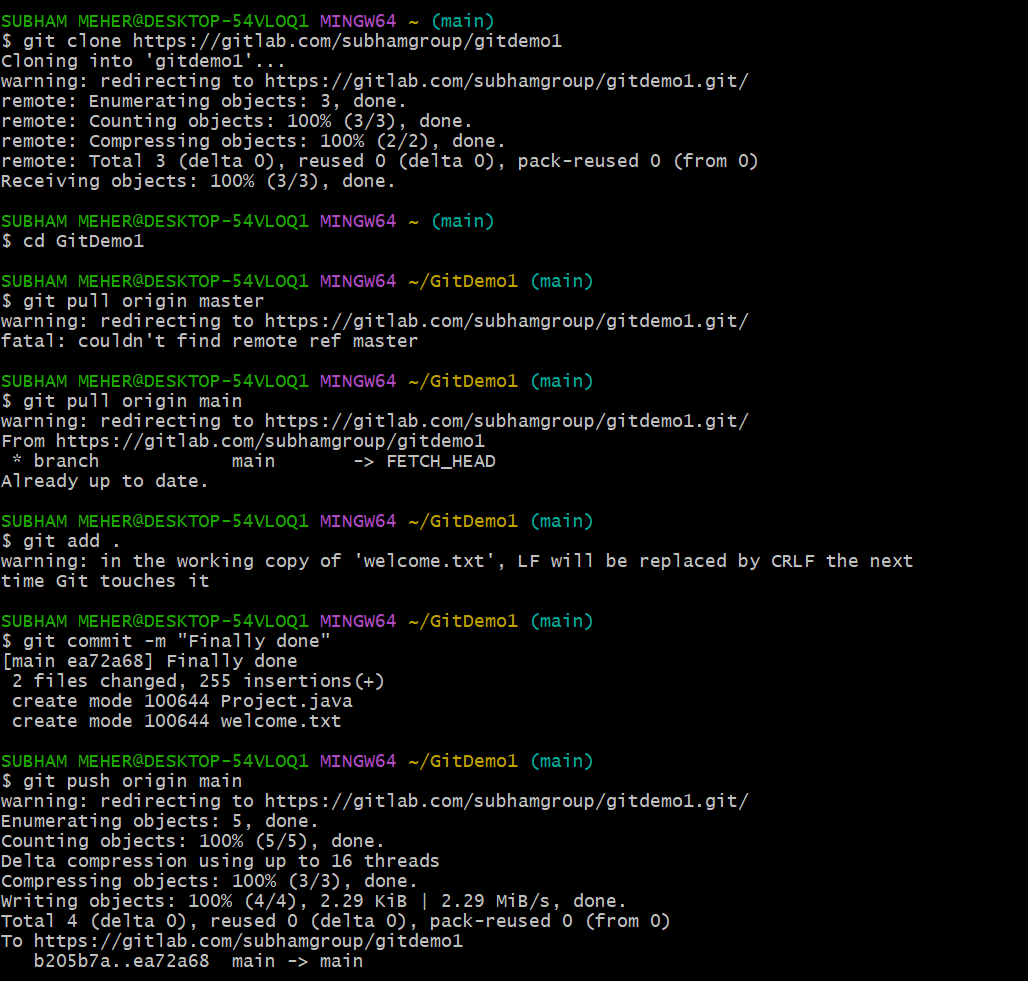 SUBHAM MEHER@DESKTOP-54VLOQ1 MINGW64 ~ (main)
$ git clone https://gitlab.com/subhamgroup/gitdemo1
Cloning into 'gitdemo1'...
warning: redirecting to https://gitlab.com/subhamgroup/gitdemo1.git/
remote: Enumerating objects: 3, done.
remote: Counting objects: 100% (3/3), done.
remote: Compressing objects: 100% (2/2), done.
remote: Total 3 (delta 0), reused 0 (delta 0), pack-reused 0 (from 0)
Receiving objects: 100% (3/3), done.

SUBHAM MEHER@DESKTOP-54VLOQ1 MINGW64 ~ (main)
$ cd GitDemo1

SUBHAM MEHER@DESKTOP-54VLOQ1 MINGW64 ~/GitDemo1 (main)
$ git pull origin master
warning: redirecting to https://gitlab.com/subhamgroup/gitdemo1.git/
fatal: couldn't find remote ref master

SUBHAM MEHER@DESKTOP-54VLOQ1 MINGW64 ~/GitDemo1 (main)
$ git pull origin main
warning: redirecting to https://gitlab.com/subhamgroup/gitdemo1.git/
From https://gitlab.com/subhamgroup/gitdemo1
 * branch            main       -> FETCH_HEAD
Already up to date.

SUBHAM MEHER@DESKTOP-54VLOQ1 MINGW64 ~/GitDemo1 (main)
$ git add .
warning: in the working copy of 'welcome.txt', LF will be replaced by CRLF the next
time Git touches it

SUBHAM MEHER@DESKTOP-54VLOQ1 MINGW64 ~/GitDemo1 (main)
$ git commit -m "Finally done"
[main ea72a68] Finally done
 2 files changed, 255 insertions(+)
 create mode 100644 Project.java
 create mode 100644 welcome.txt

SUBHAM MEHER@DESKTOP-54VLOQ1 MINGW64 ~/GitDemo1 (main)
$ git push origin main
warning: redirecting to https://gitlab.com/subhamgroup/gitdemo1.git/
Enumerating objects: 5, done.
Counting objects: 100% (5/5), done.
Delta compression using up to 16 threads
Compressing objects: 100% (3/3), done.
Writing objects: 100% (4/4), 2.29 KiB | 2.29 MiB/s, done.
Total 4 (delta 0), reused 0 (delta 0), pack-reused 0 (from 0)
To https://gitlab.com/subhamgroup/gitdemo1
   b205b7a..ea72a68  main -> main